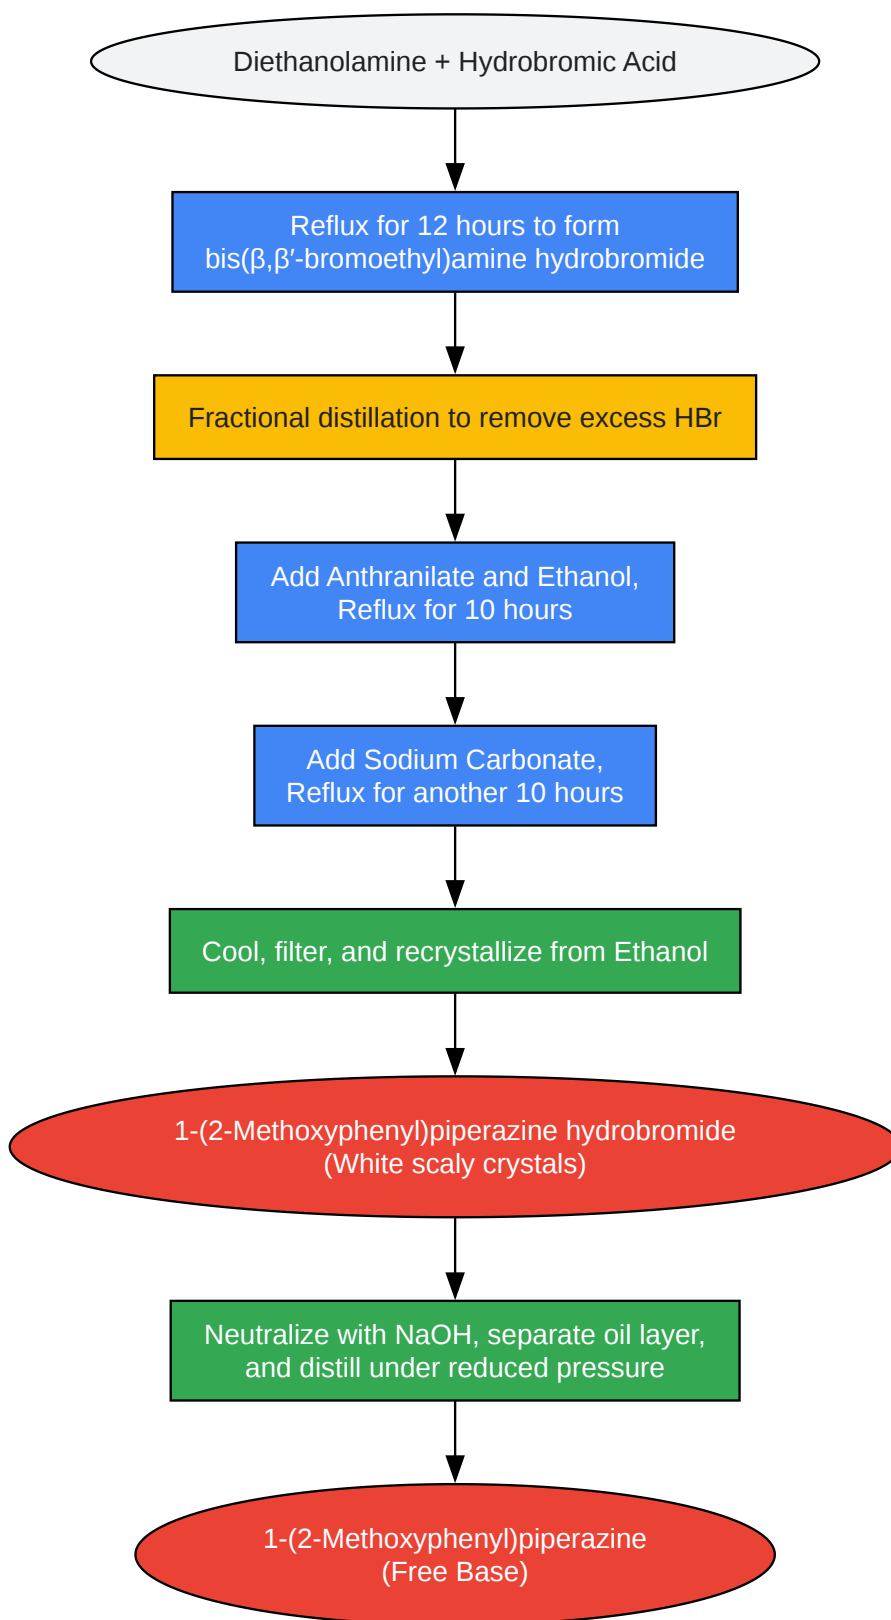 Diethanolamine + Hydrobromic Acid
Reflux for 12 hours to form
bis(β,β′-bromoethyl)amine hydrobromide
Fractional distillation to remove excess HBr
Add Anthranilate and Ethanol,
Reflux for 10 hours
Add Sodium Carbonate,
Reflux for another 10 hours
Cool, filter, and recrystallize from Ethanol
1-(2-Methoxyphenyl)piperazine hydrobromide
(White scaly crystals)
Neutralize with NaOH, separate oil layer,
and distill under reduced pressure
1-(2-Methoxyphenyl)piperazine
(Free Base)